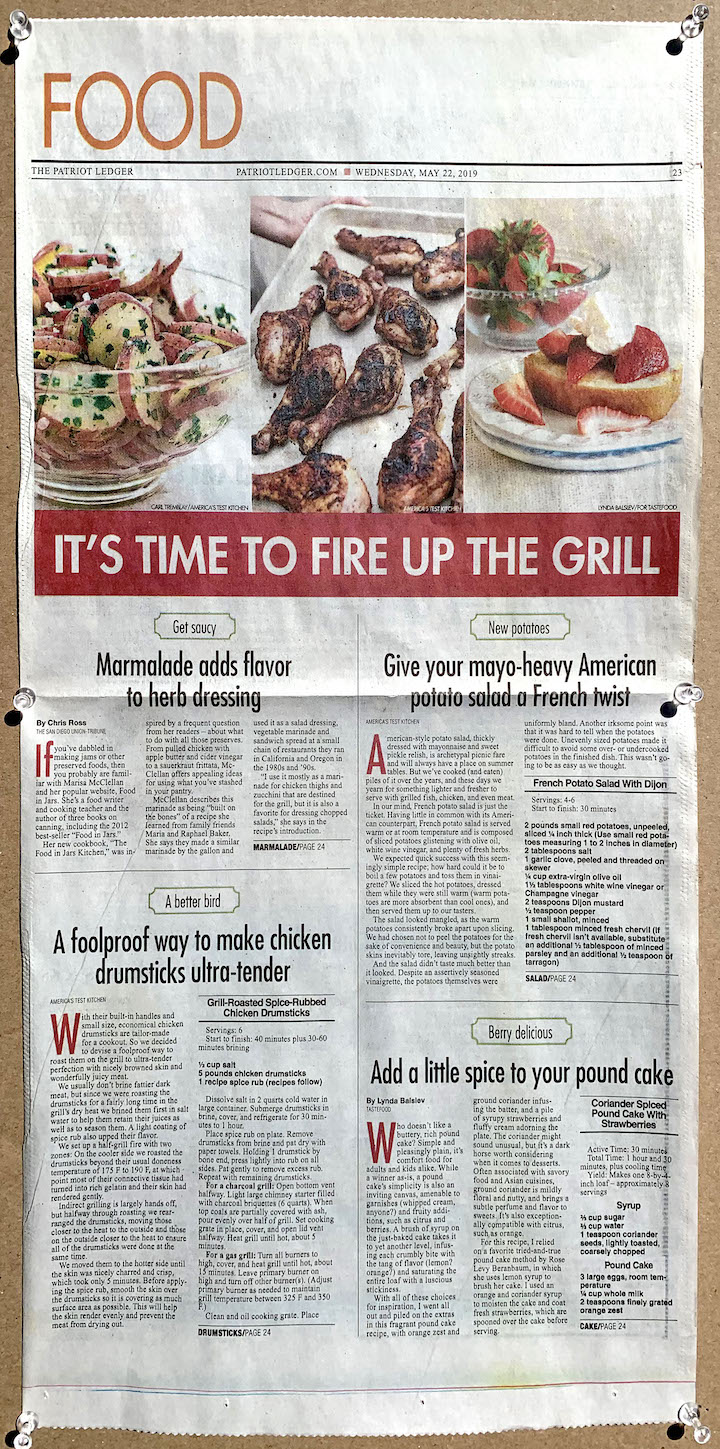 FOOD
THE PATRIOT LEDGER
PATRIOTLEDGER.COM ■ WEDNESDAY, MAY 22, 2019
23
CARL TREMBLAY/AMERICA'S TEST KITCHEN
AMERICA'S TEST KITCHEN
LYNDA BALSLEV/FOR TASTEFOOD
IT'S TIME TO FIRE UP THE GRILL
Get saucy
Marmalade adds flavor
to herb dressing
By Chris Ross
THE SAN DIEGO UNION-TRIBUNE
If you've dabbled in
making jams or other
preserved foods, then
you probably are famil-
iar with Marisa McClellan
and her popular website, Food
in Jars. She's a food writer
and cooking teacher and the
author of three books on
canning, including the 2012
best-seller "Food in Jars."
Her new cookbook, "The
Food in Jars Kitchen," was in-
spired by a frequent question
from her readers – about what
to do with all those preserves.
From pulled chicken with
apple butter and cider vinegar
to a sauerkraut frittata, Mc-
Clellan offers appealing ideas
for using what you've stashed
in your pantry.
McClellan describes this
marinade as being "built on
the bones" of a recipe she
learned from family friends
Maria and Raphael Baker.
She says they made a similar
marinade by the gallon and
used it as a salad dressing,
vegetable marinade and
sandwich spread at a small
chain of restaurants they ran
in California and Oregon in
the 1980s and '90s.
"I use it mostly as a mari-
nade for chicken thighs and
zucchini that are destined
for the grill, but it is also a
favorite for dressing chopped
salads," she says in the
recipe's introduction.
MARMALADE/PAGE 24
A better bird
A foolproof way to make chicken
drumsticks ultra-tender
AMERICA'S TEST KITCHEN
With their built-in handles and
small size, economical chicken
drumsticks are tailor-made
for a cookout. So we decided
to devise a foolproof way to
roast them on the grill to ultra-tender
perfection with nicely browned skin and
wonderfully juicy meat.
We usually don't brine fattier dark
meat, but since we were roasting the
drumsticks for a fairly long time in the
grill's dry heat we brined them first in salt
water to help them retain their juices as
well as to season them. A light coating of
spice rub also upped their flavor.
We set up a half-grill fire with two
zones: On the cooler side we roasted the
drumsticks beyond their usual doneness
temperature of 175 F to 190 F, at which
point most of their connective tissue had
turned into rich gelatin and their skin had
rendered gently.
Indirect grilling is largely hands off,
but halfway through roasting we rear-
ranged the drumsticks, moving those
closer to the heat to the outside and those
on the outside closer to the heat to ensure
all of the drumsticks were done at the
same time.
We moved them to the hotter side until
the skin was nicely charred and crisp,
which took only 5 minutes. Before apply-
ing the spice rub, smooth the skin over
the drumsticks so it is covering as much
surface area as possible. This will help
the skin render evenly and prevent the
meat from drying out.
Grill-Roasted Spice-Rubbed
Chicken Drumsticks
Servings: 6
Start to finish: 40 minutes plus 30-60
minutes brining
½ cup salt
5 pounds chicken drumsticks
1 recipe spice rub (recipes follow)
Dissolve salt in 2 quarts cold water in
large container. Submerge drumsticks in
brine, cover, and refrigerate for 30 min-
utes to 1 hour.
Place spice rub on plate. Remove
drumsticks from brine and pat dry with
paper towels. Holding 1 drumstick by
bone end, press lightly into rub on all
sides. Pat gently to remove excess rub.
Repeat with remaining drumsticks.
For a charcoal grill: Open bottom vent
halfway. Light large chimney starter filled
with charcoal briquettes (6 quarts). When
top coals are partially covered with ash,
pour evenly over half of grill. Set cooking
grate in place, cover, and open lid vent
halfway. Heat grill until hot, about 5
minutes.
For a gas grill: Turn all burners to
high, cover, and heat grill until hot, about
15 minutes. Leave primary burner on
high and turn off other burner(s). (Adjust
primary burner as needed to maintain
grill temperature between 325 F and 350
F.)
Clean and oil cooking grate. Place
DRUMSTICKS/PAGE 24
New potatoes
Give your mayo-heavy American
potato salad a French twist
AMERICA'S TEST KITCHEN
American-style potato salad, thickly
dressed with mayonnaise and sweet
pickle relish, is archetypal picnic fare
and will always have a place on summer
tables. But we've cooked (and eaten)
piles of it over the years, and these days we
yearn for something lighter and fresher to
serve with grilled fish, chicken, and even meat.
In our mind, French potato salad is just the
ticket. Having little in common with its Ameri-
can counterpart, French potato salad is served
warm or at room temperature and is composed
of sliced potatoes glistening with olive oil,
white wine vinegar, and plenty of fresh herbs.
We expected quick success with this seem-
ingly simple recipe; how hard could it be to
boil a few potatoes and toss them in vinai-
grette? We sliced the hot potatoes, dressed
them while they were still warm (warm pota-
toes are more absorbent than cool ones), and
then served them up to our tasters.
The salad looked mangled, as the warm
potatoes consistently broke apart upon slicing.
We had chosen not to peel the potatoes for the
sake of convenience and beauty, but the potato
skins inevitably tore, leaving unsightly streaks.
And the salad didn't taste much better than
it looked. Despite an assertively seasoned
vinaigrette, the potatoes themselves were
uniformly bland. Another irksome point was
that it was hard to tell when the potatoes
were done. Unevenly sized potatoes made it
difficult to avoid some over- or undercooked
potatoes in the finished dish. This wasn't go-
ing to be as easy as we thought.
French Potato Salad With Dijon
Servings: 4-6
Start to finish: 30 minutes
2 pounds small red potatoes, unpeeled,
sliced ¼ inch thick (Use small red pota-
toes measuring 1 to 2 inches in diameter)
2 tablespoons salt
1 garlic clove, peeled and threaded on
skewer
¼ cup extra-virgin olive oil
1½ tablespoons white wine vinegar or
Champagne vinegar
2 teaspoons Dijon mustard
½ teaspoon pepper
1 small shallot, minced
1 tablespoon minced fresh chervil (if
fresh chervil isn't available, substitute
an additional ½ tablespoon of minced
parsley and an additional ½ teaspoon of
tarragon)
SALAD/PAGE 24
Berry delicious
Add a little spice to your pound cake
By Lynda Balslev
TASTEFOOD
Who doesn't like a
buttery, rich pound
cake? Simple and
pleasingly plain, it's
comfort food for
adults and kids alike. While
a winner as-is, a pound
cake's simplicity is also an
inviting canvas, amenable to
garnishes (whipped cream,
anyone?) and fruity addi-
tions, such as citrus and
berries. A brush of syrup on
the just-baked cake takes it
to yet another level, infus-
ing each crumbly bite with
the tang of flavor (lemon?
orange?) and saturating the
entire loaf with a luscious
stickiness.
With all of these choices
for inspiration, I went all
out and piled on the extras
in this fragrant pound cake
recipe, with orange zest and
ground coriander infus-
ing the batter, and a pile
of syrupy strawberries and
fluffy cream adorning the
plate. The coriander might
sound unusual, but it's a dark
horse worth considering
when it comes to desserts.
Often associated with savory
food and Asian cuisines,
ground coriander is mildly
floral and nutty, and brings a
subtle perfume and flavor to
sweets. It's also exception-
ally compatible with citrus,
such as orange.
For this recipe, I relied
on a favorite tried-and-true
pound cake method by Rose
Levy Beranbaum, in which
she uses lemon syrup to
brush her cake. I used an
orange and coriander syrup
to moisten the cake and coat
fresh strawberries, which are
spooned over the cake before
serving.
Coriander Spiced
Pound Cake With
Strawberries
Active Time: 30 minutes
Total Time: 1 hour and 30
minutes, plus cooling time
Yield: Makes one 8-by-4-
inch loaf – approximately 8
servings
Syrup
⅔ cup sugar
⅔ cup water
1 teaspoon coriander
seeds, lightly toasted,
coarsely chopped
Pound Cake
3 large eggs, room tem-
perature
¼ cup whole milk
2 teaspoons finely grated
orange zest
CAKE/PAGE 24